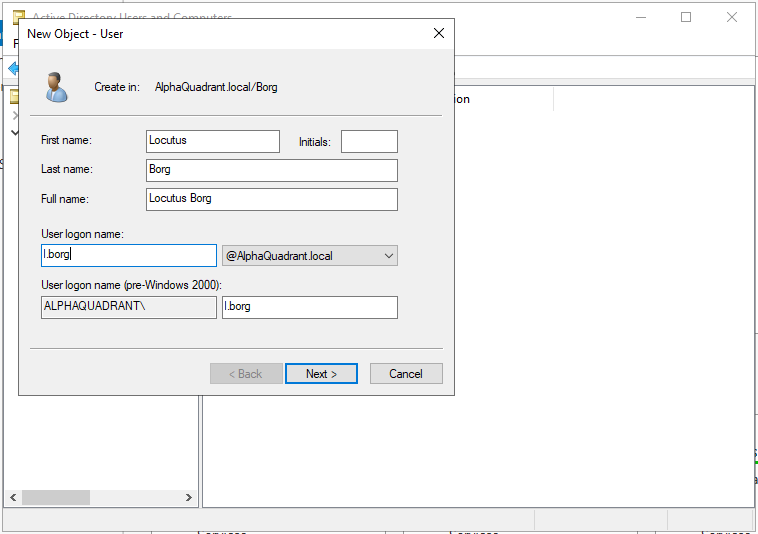 Active Directory Users and Computers
New Object - User
Create in: AlphaQuadrant.local/Borg
ion
First name: Locutus Initials:
Last name: Borg
Full name: Locutus Borg
User logon name:
l.borg @AlphaQuadrant.local
User logon name (pre-Windows 2000):
ALPHAQUADRANT\ l.borg
< Back Next > Cancel